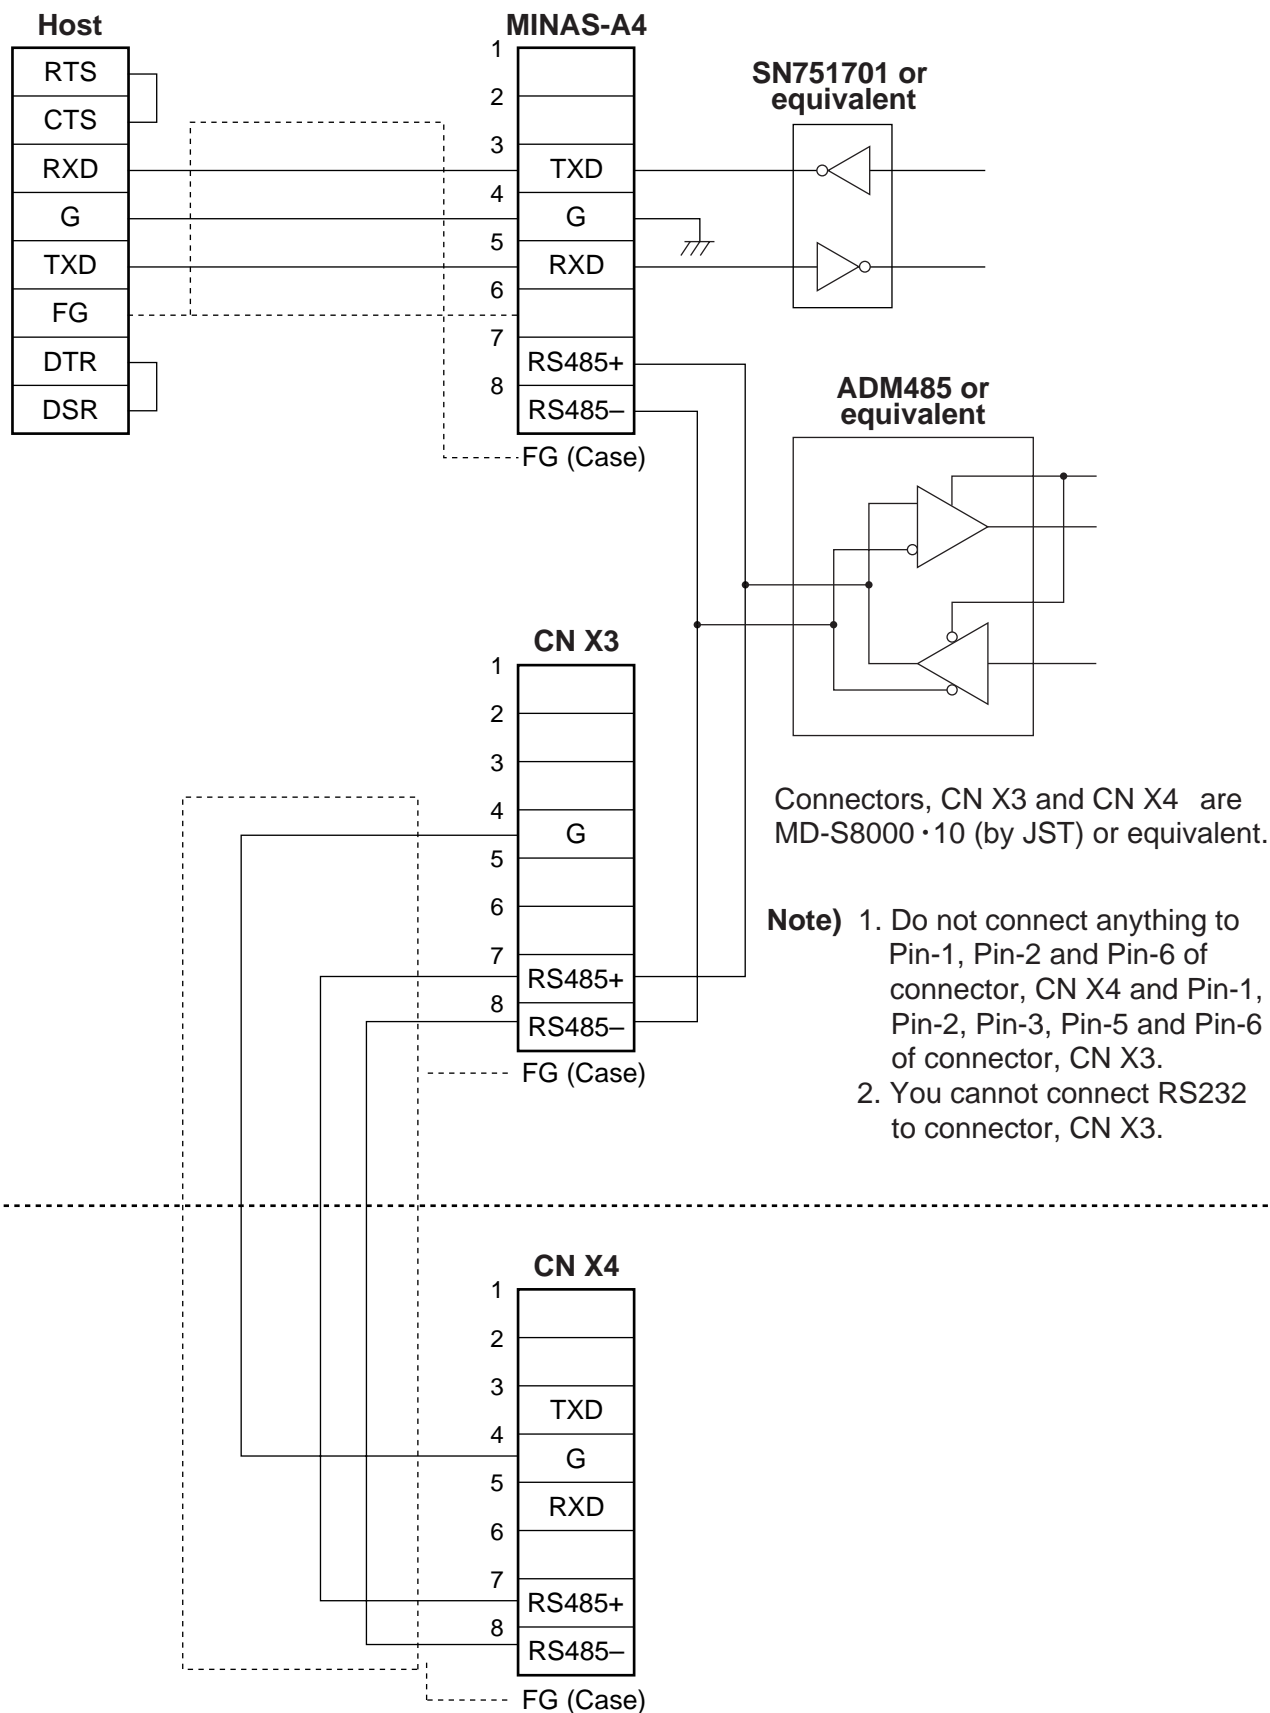 Host
RTS
CTS
RXD
G
TXD
FG
DTR
DSR
MINAS-A4
1
2
3
TXD
4
G
5
RXD
6
7
RS485+
8
RS485–
FG (Case)
SN751701 or
equivalent
ADM485 or
equivalent
CN X3
1
2
3
4
G
5
6
7
RS485+
8
RS485–
FG (Case)
Connectors, CN X3 and CN X4 are
MD-S8000・10 (by JST) or equivalent.
Note) 1. Do not connect anything to
Pin-1, Pin-2 and Pin-6 of
connector, CN X4 and Pin-1,
Pin-2, Pin-3, Pin-5 and Pin-6
of connector, CN X3.
2. You cannot connect RS232
to connector, CN X3.
CN X4
1
2
3
TXD
4
G
5
RXD
6
7
RS485+
8
RS485–
FG (Case)